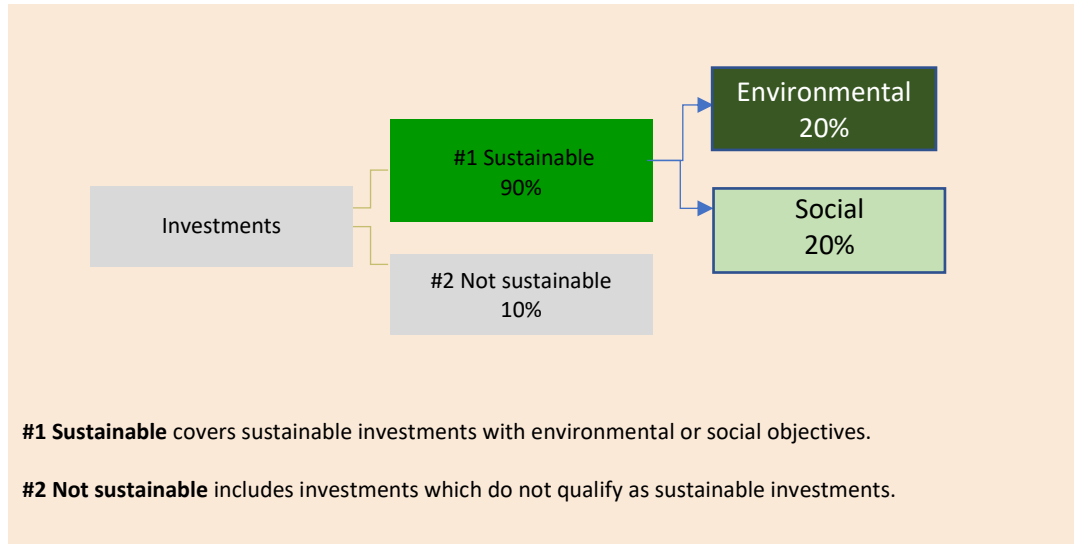 Environmental
20%
#1 Sustainable
90%
Social
20%
Investments
#2 Not sustainable
10%
#1 Sustainable covers sustainable investments with environmental or social objectives.
#2 Not sustainable includes investments which do not qualify as sustainable investments.